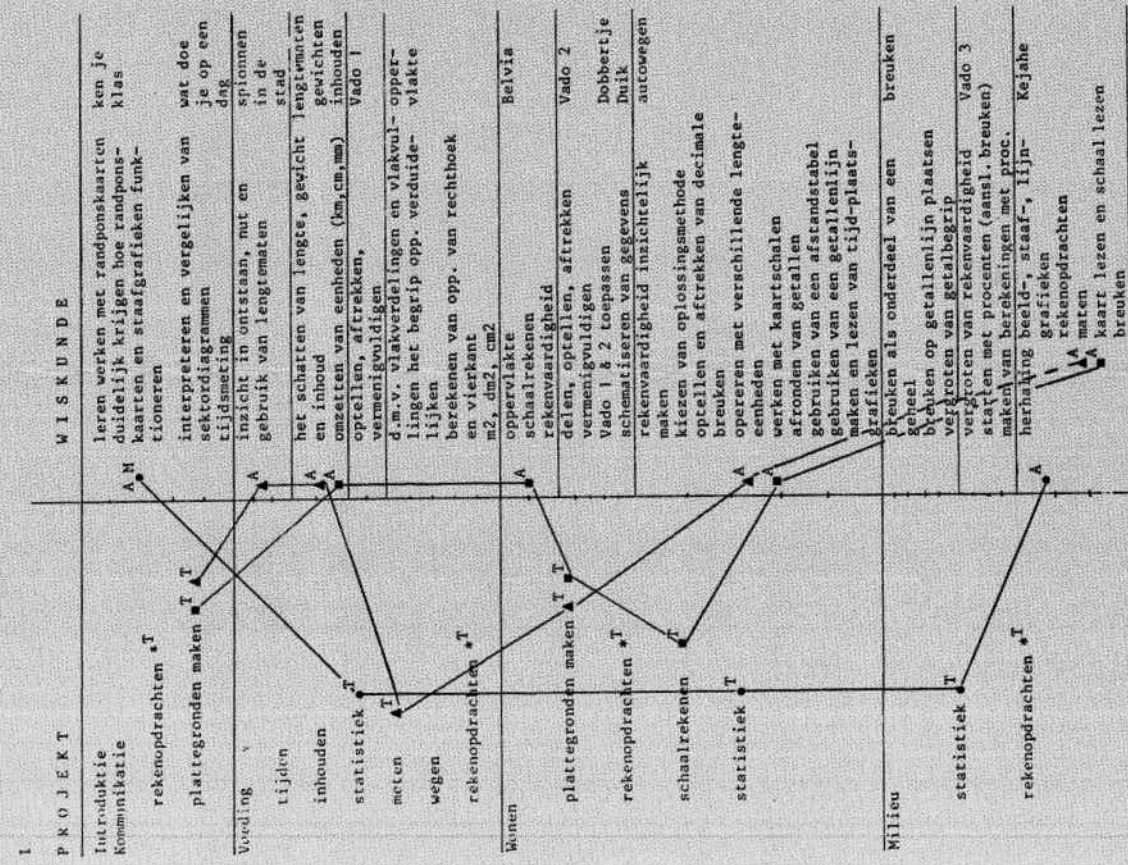 1
P R O J E K T
W I S K U N D E
Introduktie
Kommunikatie
rekenopdrachten *T
plattegronden maken T T
Voeding
tijden
inhouden
statistiek T
meten T
wegen
rekenopdrachten *T
Wonen
plattegronden maken T T
rekenopdrachten *T
schaalrekenen T
statistiek T
Milieu
statistiek T
rekenopdrachten *T
A M
A
A
A
A
A
A
A
A
A
leren werken met randponskaarten
duidelijk krijgen hoe randpons-
kaarten en staafgrafieken funk-
tioneren
interpreteren en vergelijken van
sektordiagrammen
tijdsmeting
inzicht in ontstaan, nut en
gebruik van lengtematen
het schatten van lengte, gewicht
en inhoud
omzetten van eenheden (km,cm,mm)
optellen, aftrekken,
vermenigvuldigen
d.m.v. vlakverdelingen en vlakvul-
lingen het begrip opp. verduide-
lijken
berekenen van opp. van rechthoek
en vierkant
m2, dm2, cm2
oppervlakte
schaalrekenen
rekenvaardigheid
delen, optellen, aftrekken
vermenigvuldigen
Vado 1 & 2 toepassen
schematiseren van gegevens
rekenvaardigheid inzichtelijk
maken
kiezen van oplossingsmethode
optellen en aftrekken van decimale
breuken
opereren met verschillende lengte-
eenheden
werken met kaartschalen
afronden van getallen
gebruiken van een afstandstabel
gebruiken van een getallenlijn
maken en lezen van tijd-plaats-
grafieken
breuken als onderdeel van een
geheel
breuken op getallenlijn plaatsen
vergroten van getalbegrip
vergroten van rekenvaardigheid
starten met procenten (aansl. breuken)
maken van berekeningen met proc.
herhaling beeld-, staaf-, lijn-
grafieken
rekenopdrachten
maten
kaart lezen en schaal lezen
breuken
ken je
klas
wat doe
je op een
dag
spionnen
in de
stad
lengtematen
gewichten
inhouden
Vado 1
opper-
vlakte
Belvia
Vado 2
Dobbertje
Duik
autowegen
breuken
Vado 3
Kejahe